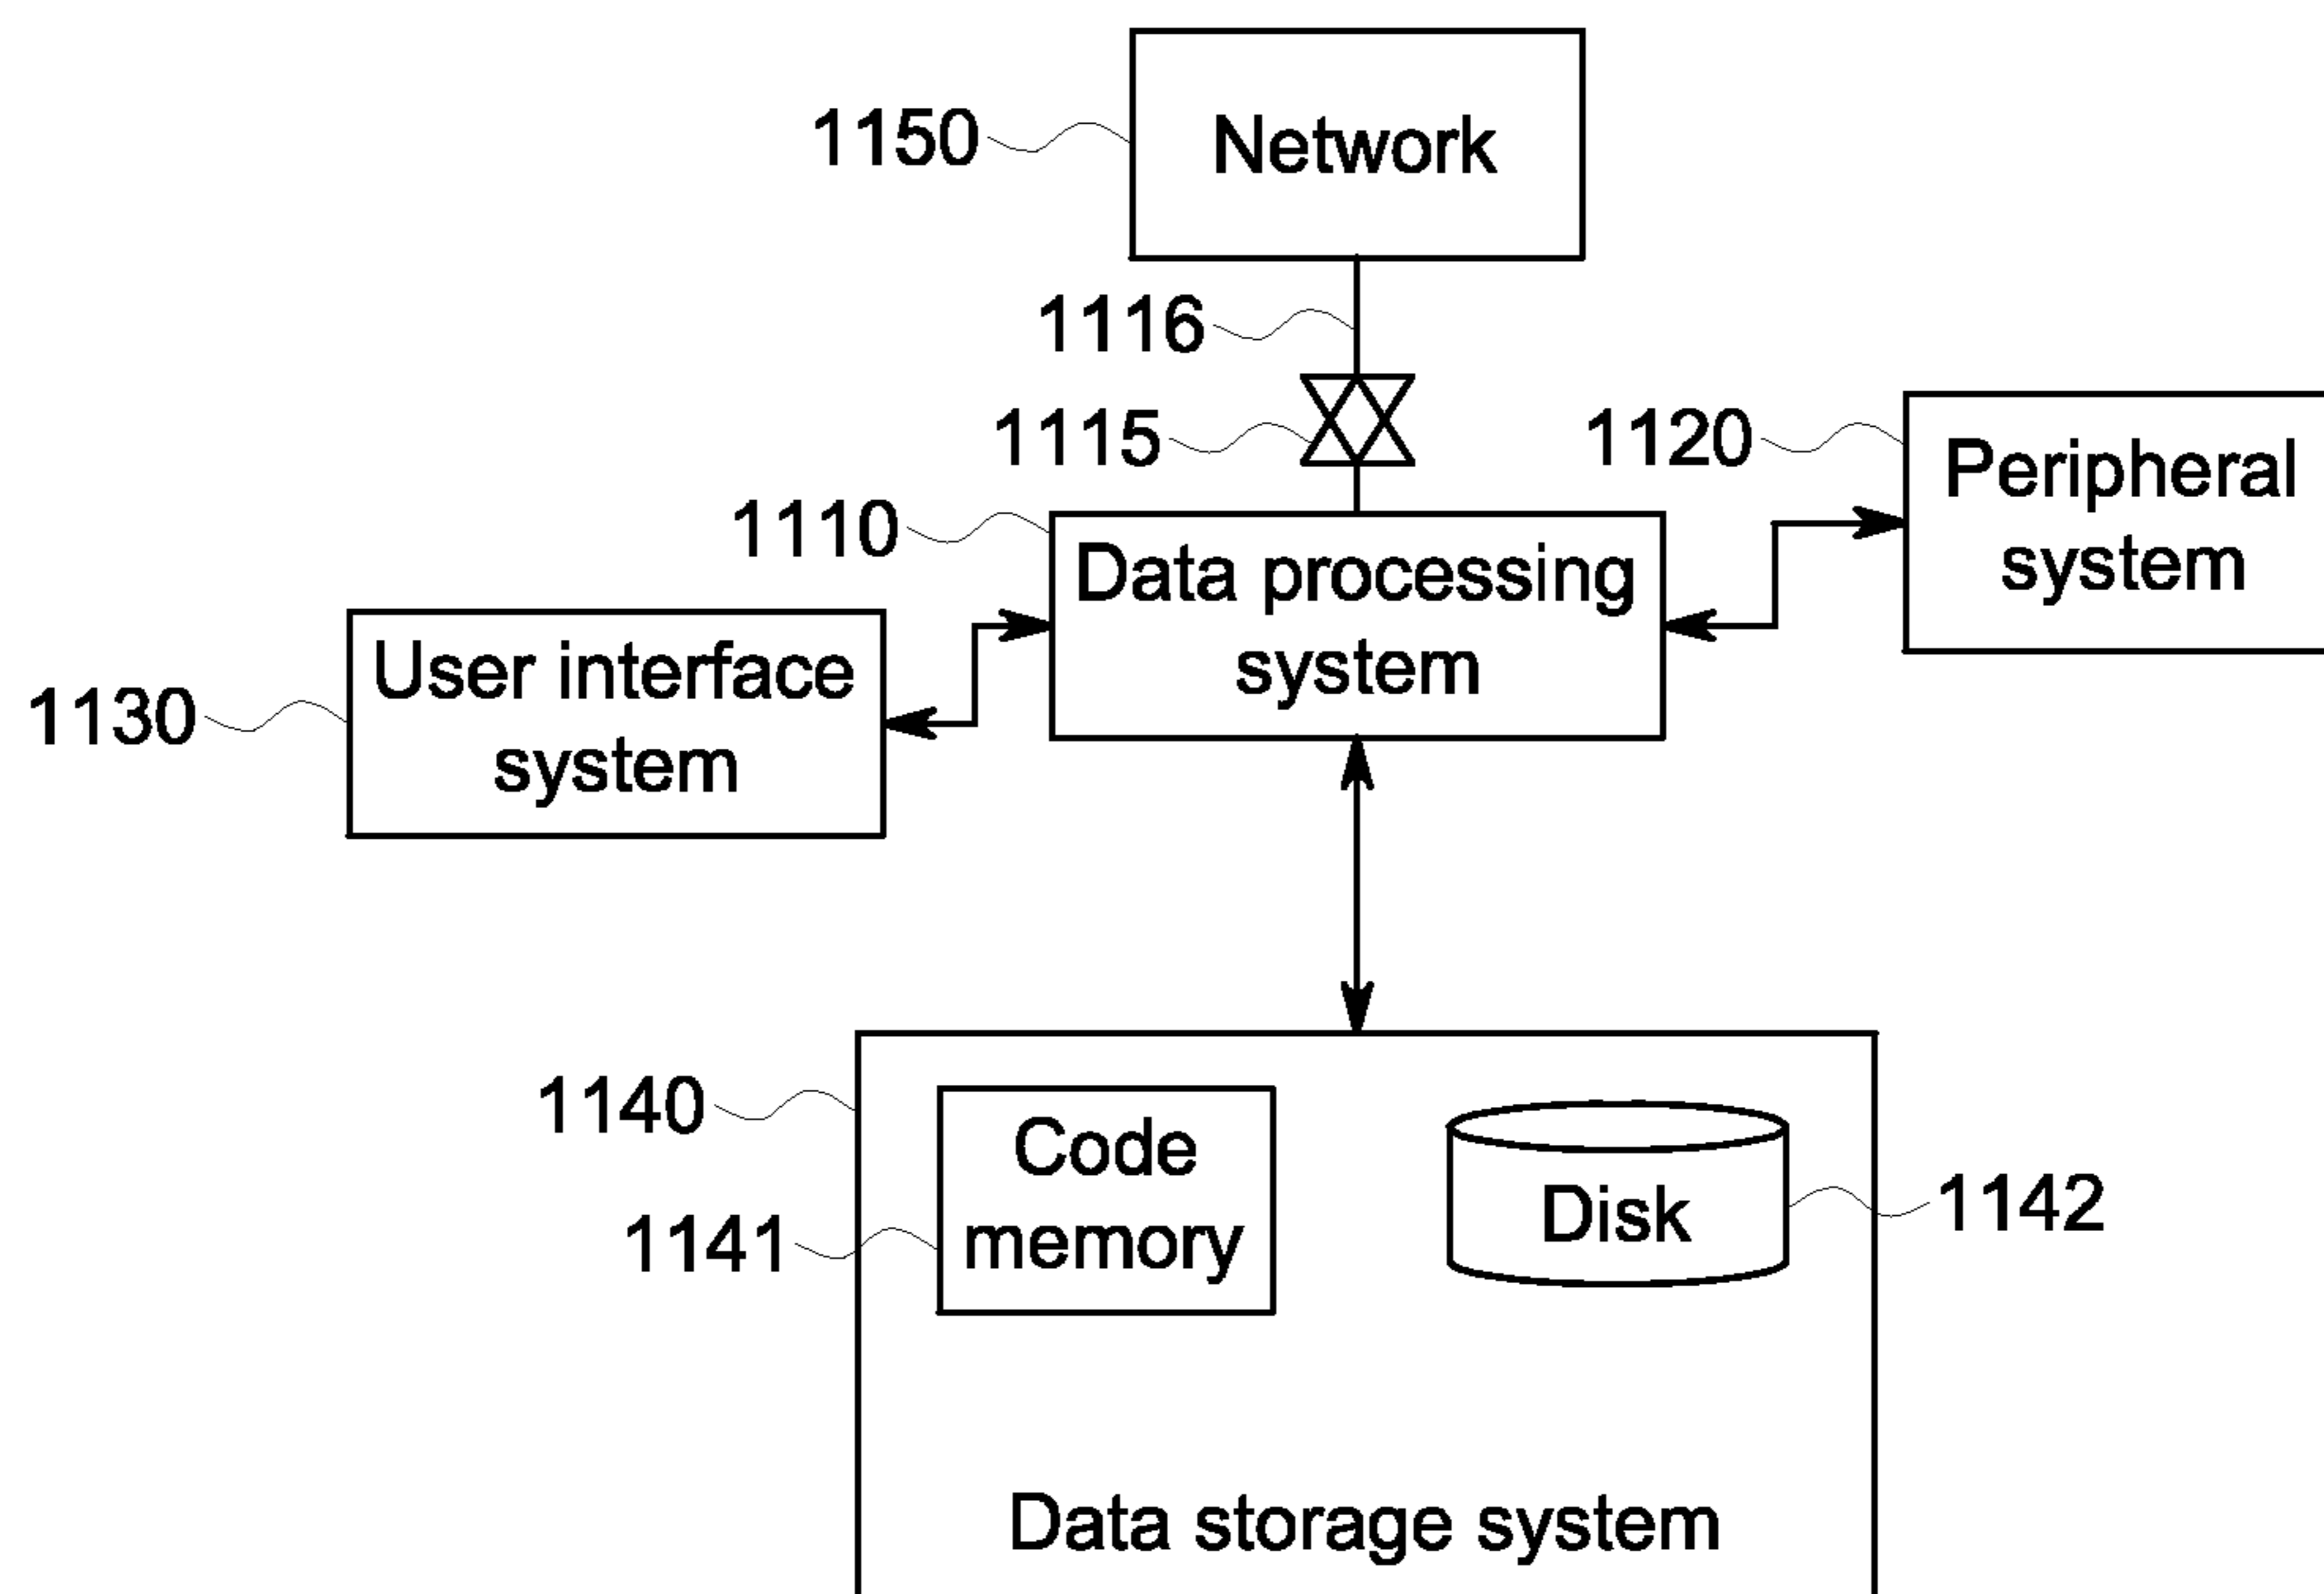 1150
Network
1116
1115
1120
Peripheral
system
1110
Data processing
system
1130
User interface
system
1140
Code
memory
1141
Disk
1142
Data storage system